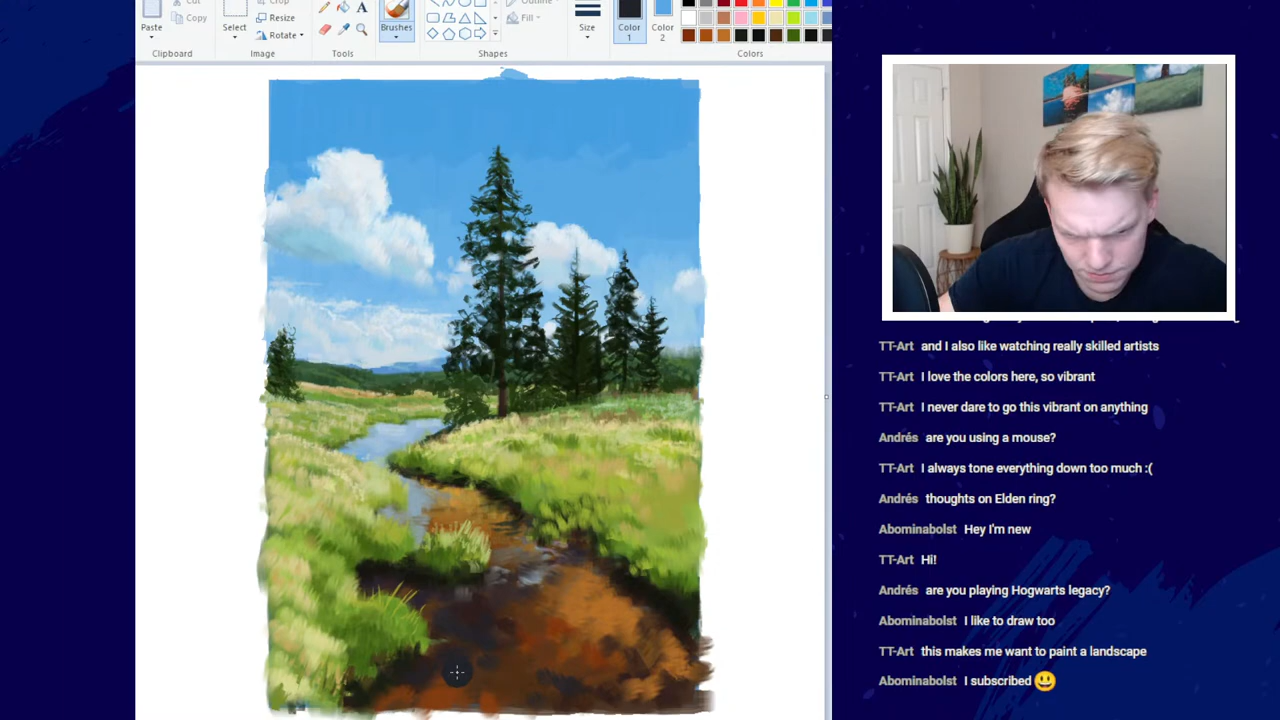 Cut
Crop
Outline
Paste
Copy
Select
Resize
Rotate
A
Fill
Brushes
Size
Color
1
Color
2
Clipboard
Image
Tools
Shapes
Colors
TT-Art and I also like watching really skilled artists
TT-Art I love the colors here, so vibrant
TT-Art I never dare to go this vibrant on anything
Andrés are you using a mouse?
TT-Art I always tone everything down too much :(
Andrés thoughts on Elden ring?
Abominabolst Hey I'm new
TT-Art Hi!
Andrés are you playing Hogwarts legacy?
Abominabolst I like to draw too
TT-Art this makes me want to paint a landscape
Abominabolst I subscribed 😃